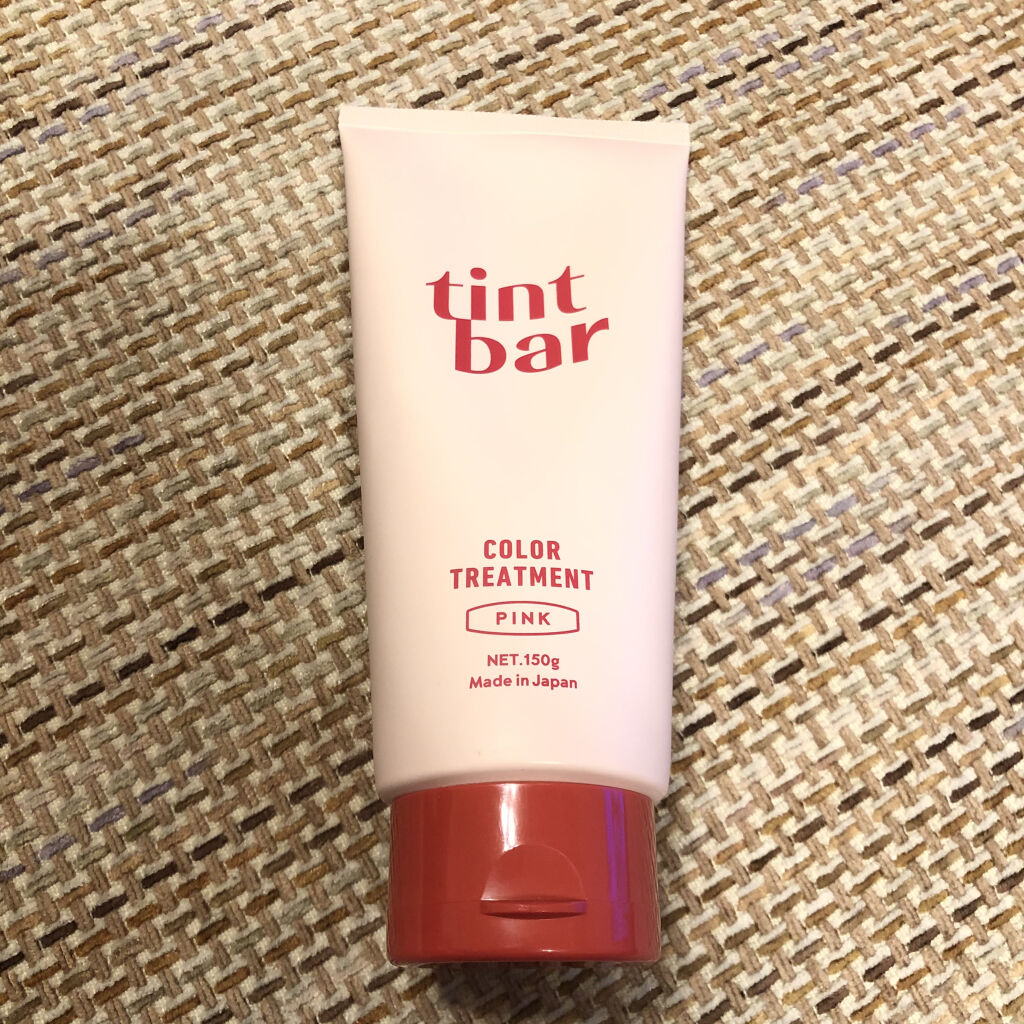 tint
bar
COLOR
TREATMENT
PINK
NET.150g
Made in Japan